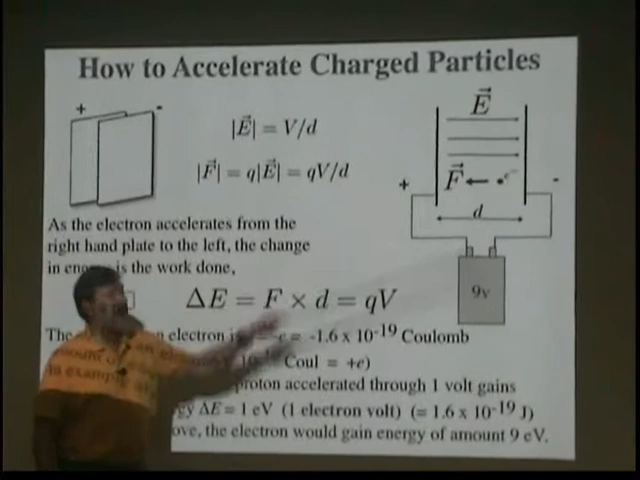 How to Accelerate Charged Particles
+ -
|E⃗| = V/d
|F⃗| = q|E⃗| = qV/d
E⃗
F⃗ e⁻
+ -
d
9v
As the electron accelerates from the
right hand plate to the left, the change
in is the work done,
ΔE = F × d = qV
The electron = -1.6 x 10⁻¹⁹ Coulomb
Coul = +e)
proton accelerated through 1 volt gains
ΔE = 1 eV (1 electron volt) (= 1.6 x 10⁻¹⁹ J)
the electron would gain energy of amount 9 eV.